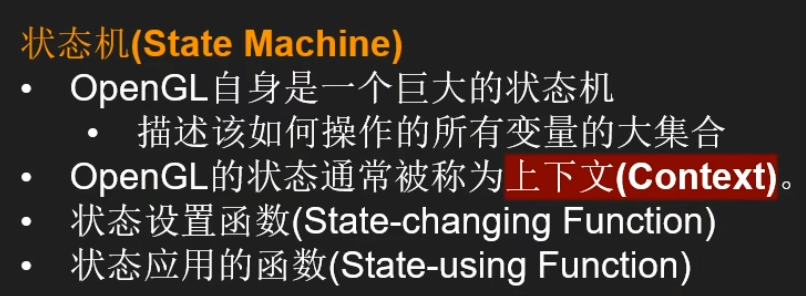 状态机(State Machine)
• OpenGL自身是一个巨大的状态机
• 描述该如何操作的所有变量的大集合
• OpenGL的状态通常被称为上下文(Context)。
• 状态设置函数(State-changing Function)
• 状态应用的函数(State-using Function)